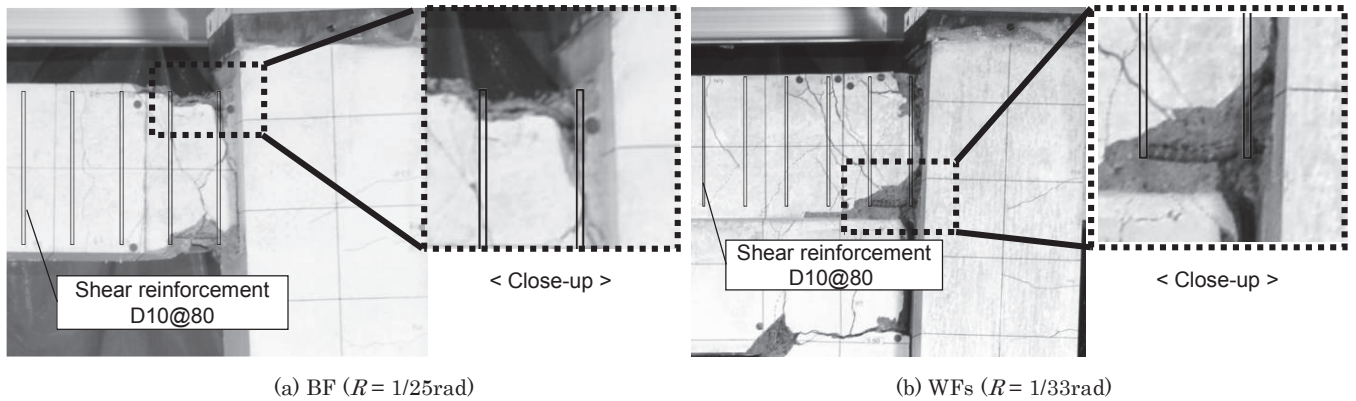 Shear reinforcement
D10@80
< Close-up >
Shear reinforcement
D10@80
< Close-up >
(a) BF (R = 1/25rad)
(b) WFs (R = 1/33rad)